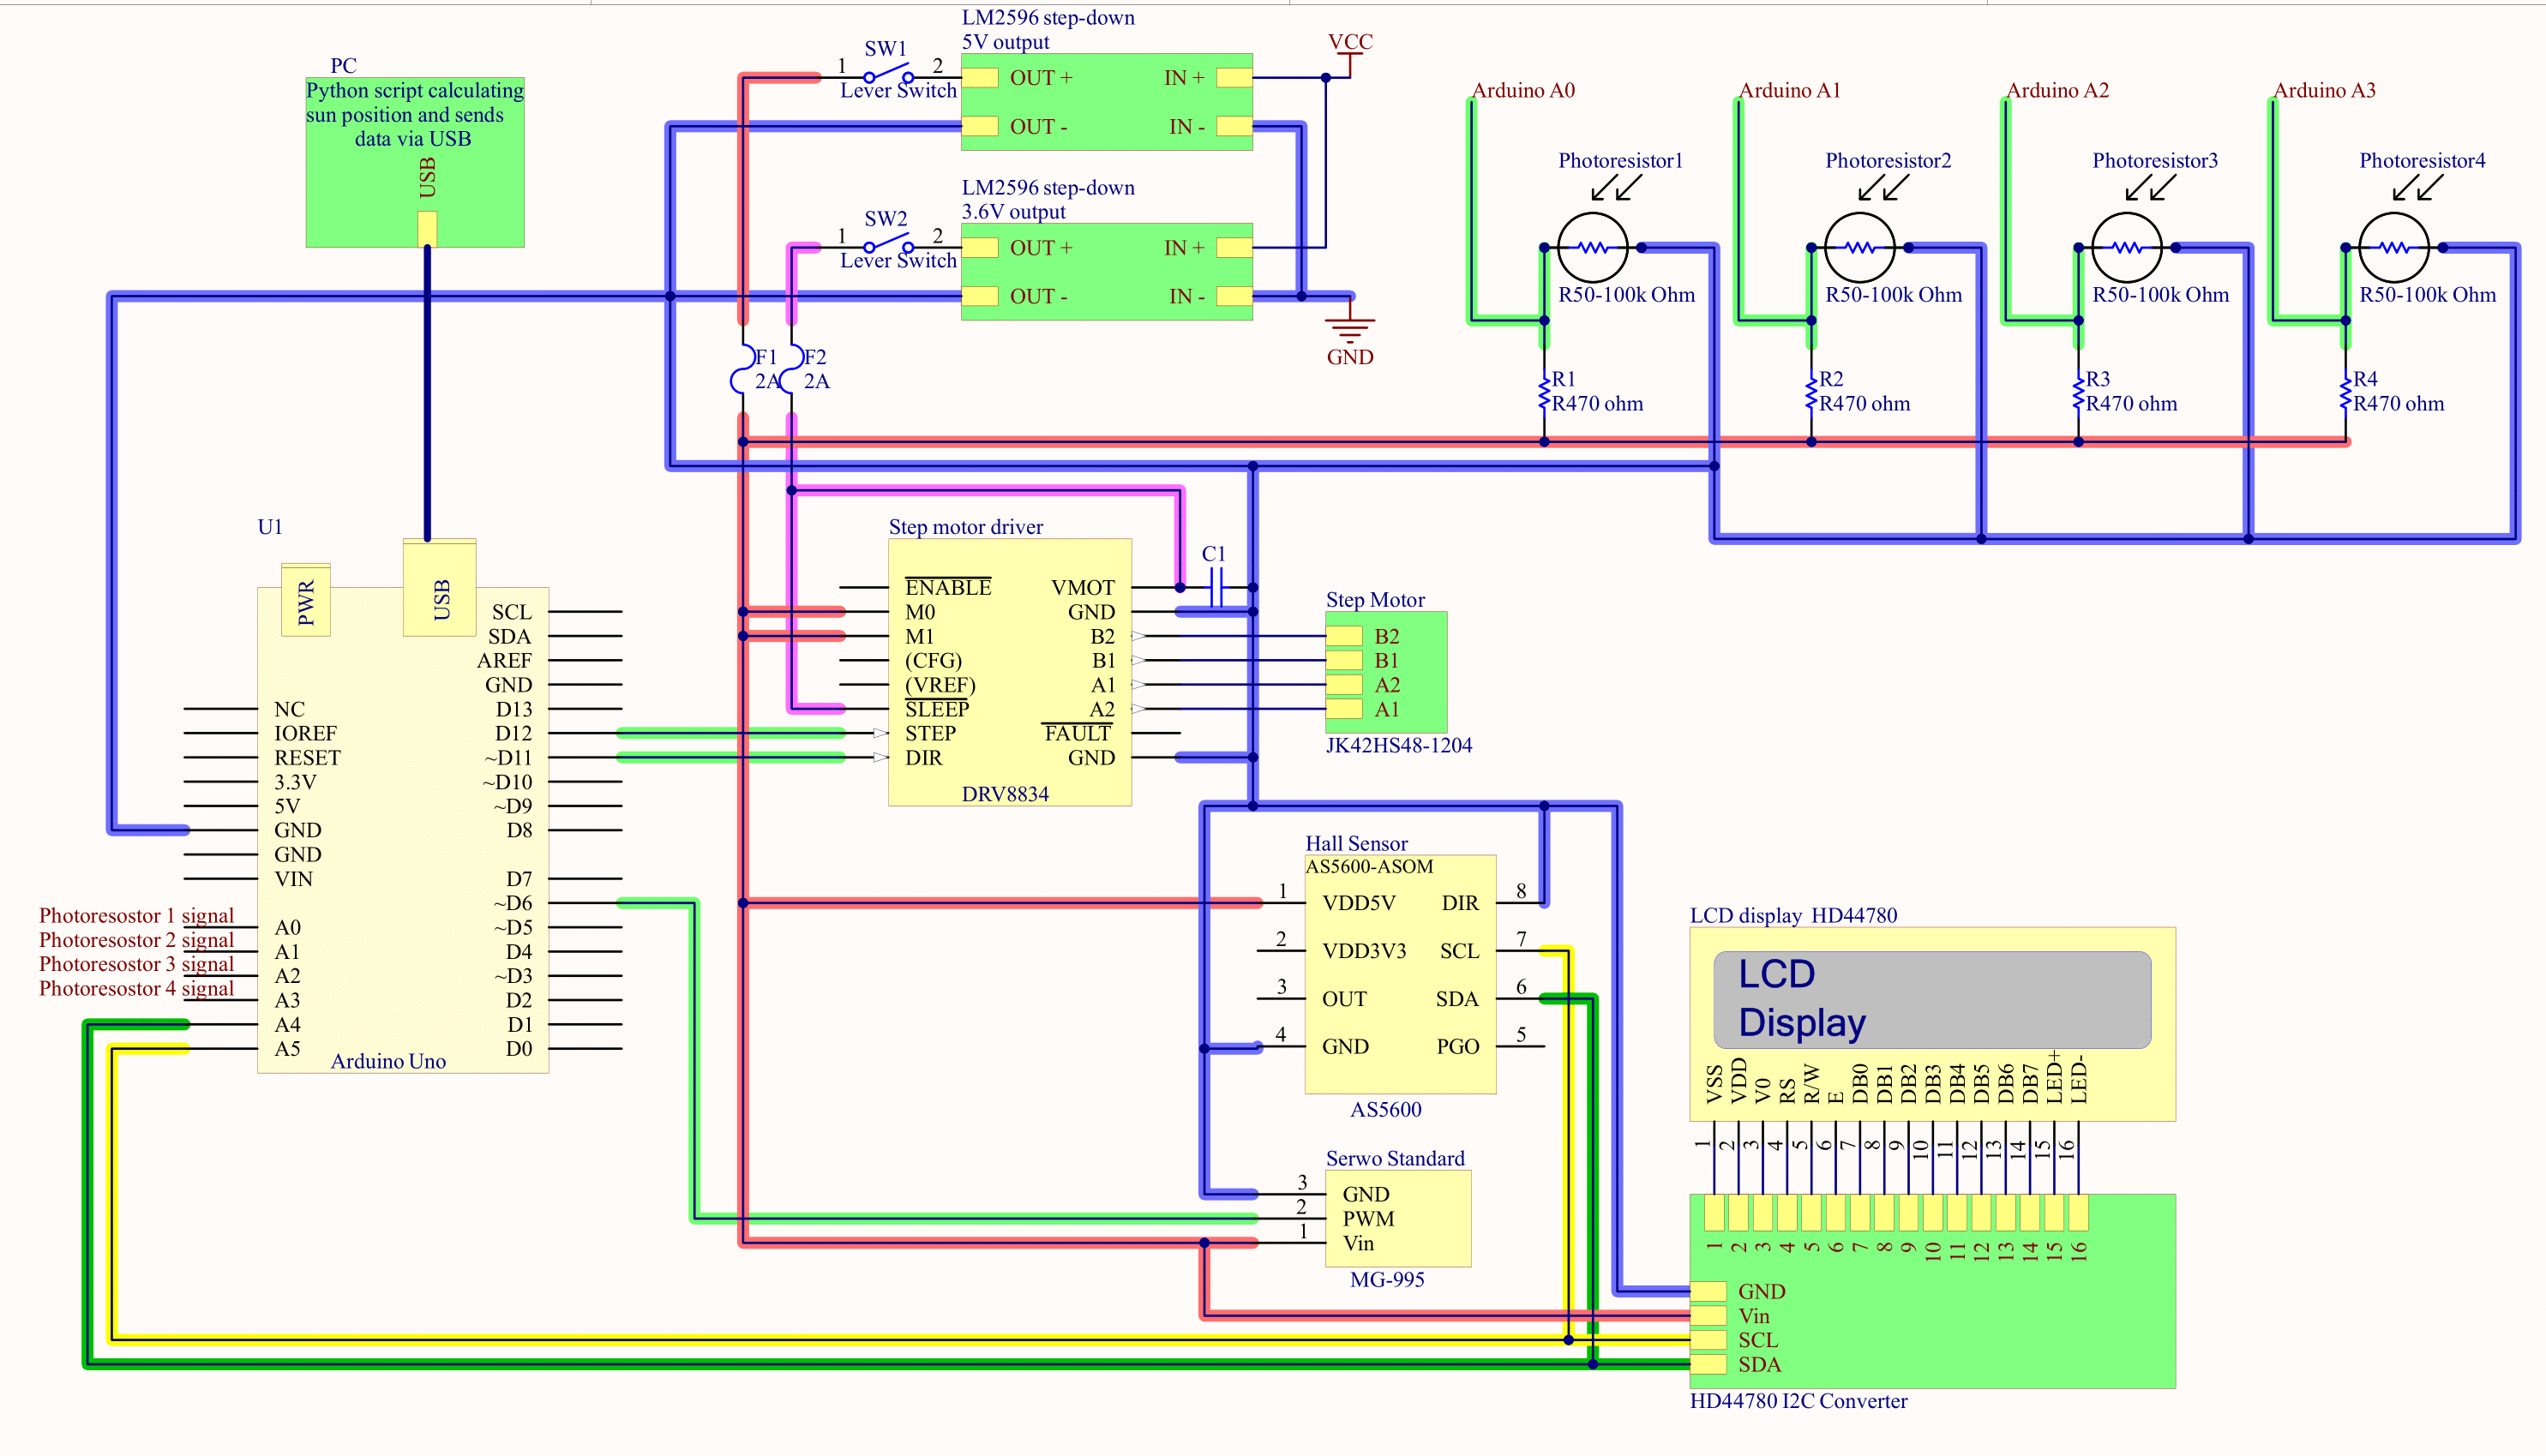 PC
Python script calculating
sun position and sends
data via USB
USB
SW1
1
2
Lever Switch
LM2596 step-down
5V output
OUT +
IN +
OUT -
IN -
VCC
SW2
1
2
Lever Switch
LM2596 step-down
3.6V output
OUT +
IN +
OUT -
IN -
GND
F1
2A
F2
2A
Arduino A0
Photoresistor1
R50-100k Ohm
R1
R470 ohm
Arduino A1
Photoresistor2
R50-100k Ohm
R2
R470 ohm
Arduino A2
Photoresistor3
R50-100k Ohm
R3
R470 ohm
Arduino A3
Photoresistor4
R50-100k Ohm
R4
R470 ohm
U1
PWR
USB
SCL
SDA
AREF
GND
NC
D13
IOREF
D12
RESET
~D11
3.3V
~D10
5V
~D9
GND
D8
GND
VIN
D7
~D6
Photoresostor 1 signal
A0
~D5
Photoresostor 2 signal
A1
D4
Photoresostor 3 signal
A2
~D3
Photoresostor 4 signal
A3
D2
A4
D1
A5
D0
Arduino Uno
Step motor driver
ENABLE
VMOT
M0
GND
M1
B2
(CFG)
B1
(VREF)
A1
SLEEP
A2
STEP
FAULT
DIR
GND
DRV8834
C1
Step Motor
B2
B1
A2
A1
JK42HS48-1204
Hall Sensor
AS5600-ASOM
1
VDD5V
DIR
8
2
VDD3V3
SCL
7
3
OUT
SDA
6
4
GND
PGO
5
AS5600
Serwo Standard
3
GND
2
PWM
1
Vin
MG-995
LCD display HD44780
LCD
Display
VSS
VDD
V0
RS
R/W
E
DB0
DB1
DB2
DB3
DB4
DB5
DB6
DB7
LED+
LED-
1
2
3
4
5
6
7
8
9
10
11
12
13
14
15
16
1
2
3
4
5
6
7
8
9
10
11
12
13
14
15
16
GND
Vin
SCL
SDA
HD44780 I2C Converter